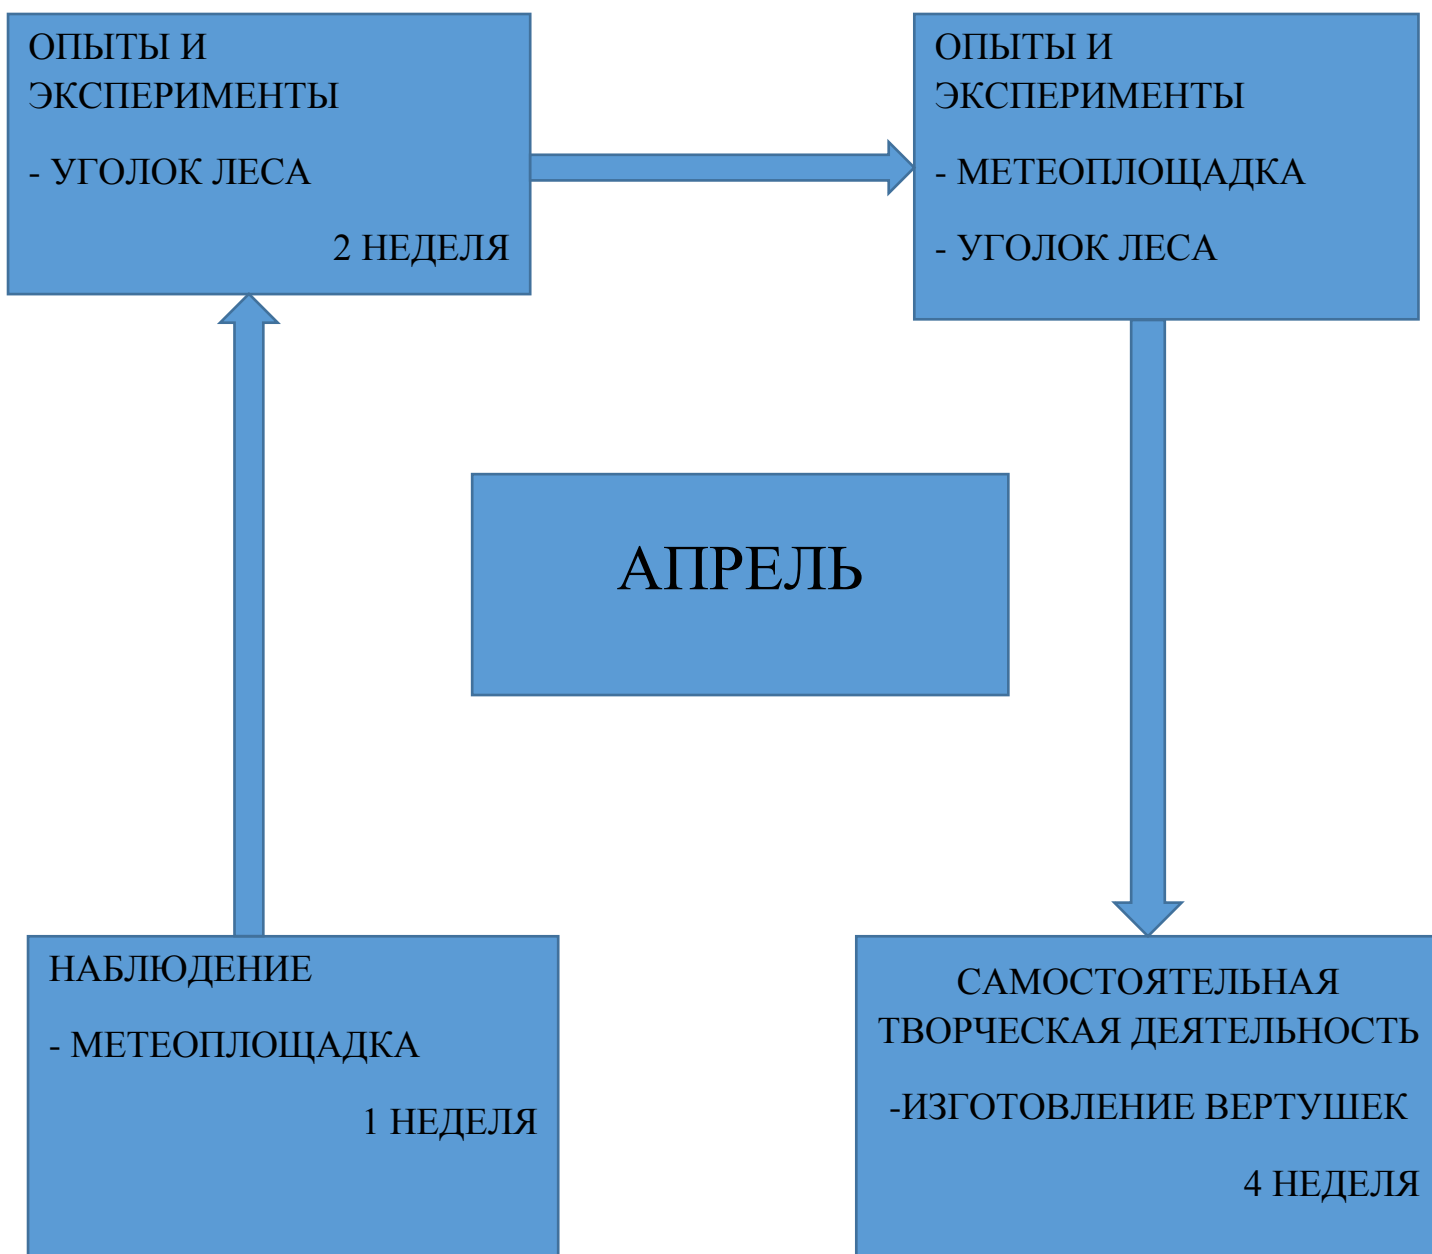 ОПЫТЫ И
ЭКСПЕРИМЕНТЫ
- УГОЛОК ЛЕСА
2 НЕДЕЛЯ
ОПЫТЫ И
ЭКСПЕРИМЕНТЫ
- МЕТЕОПЛОЩАДКА
- УГОЛОК ЛЕСА
АПРЕЛЬ
НАБЛЮДЕНИЕ
- МЕТЕОПЛОЩАДКА
1 НЕДЕЛЯ
САМОСТОЯТЕЛЬНАЯ
ТВОРЧЕСКАЯ ДЕЯТЕЛЬНОСТЬ
-ИЗГОТОВЛЕНИЕ ВЕРТУШЕК
4 НЕДЕЛЯ